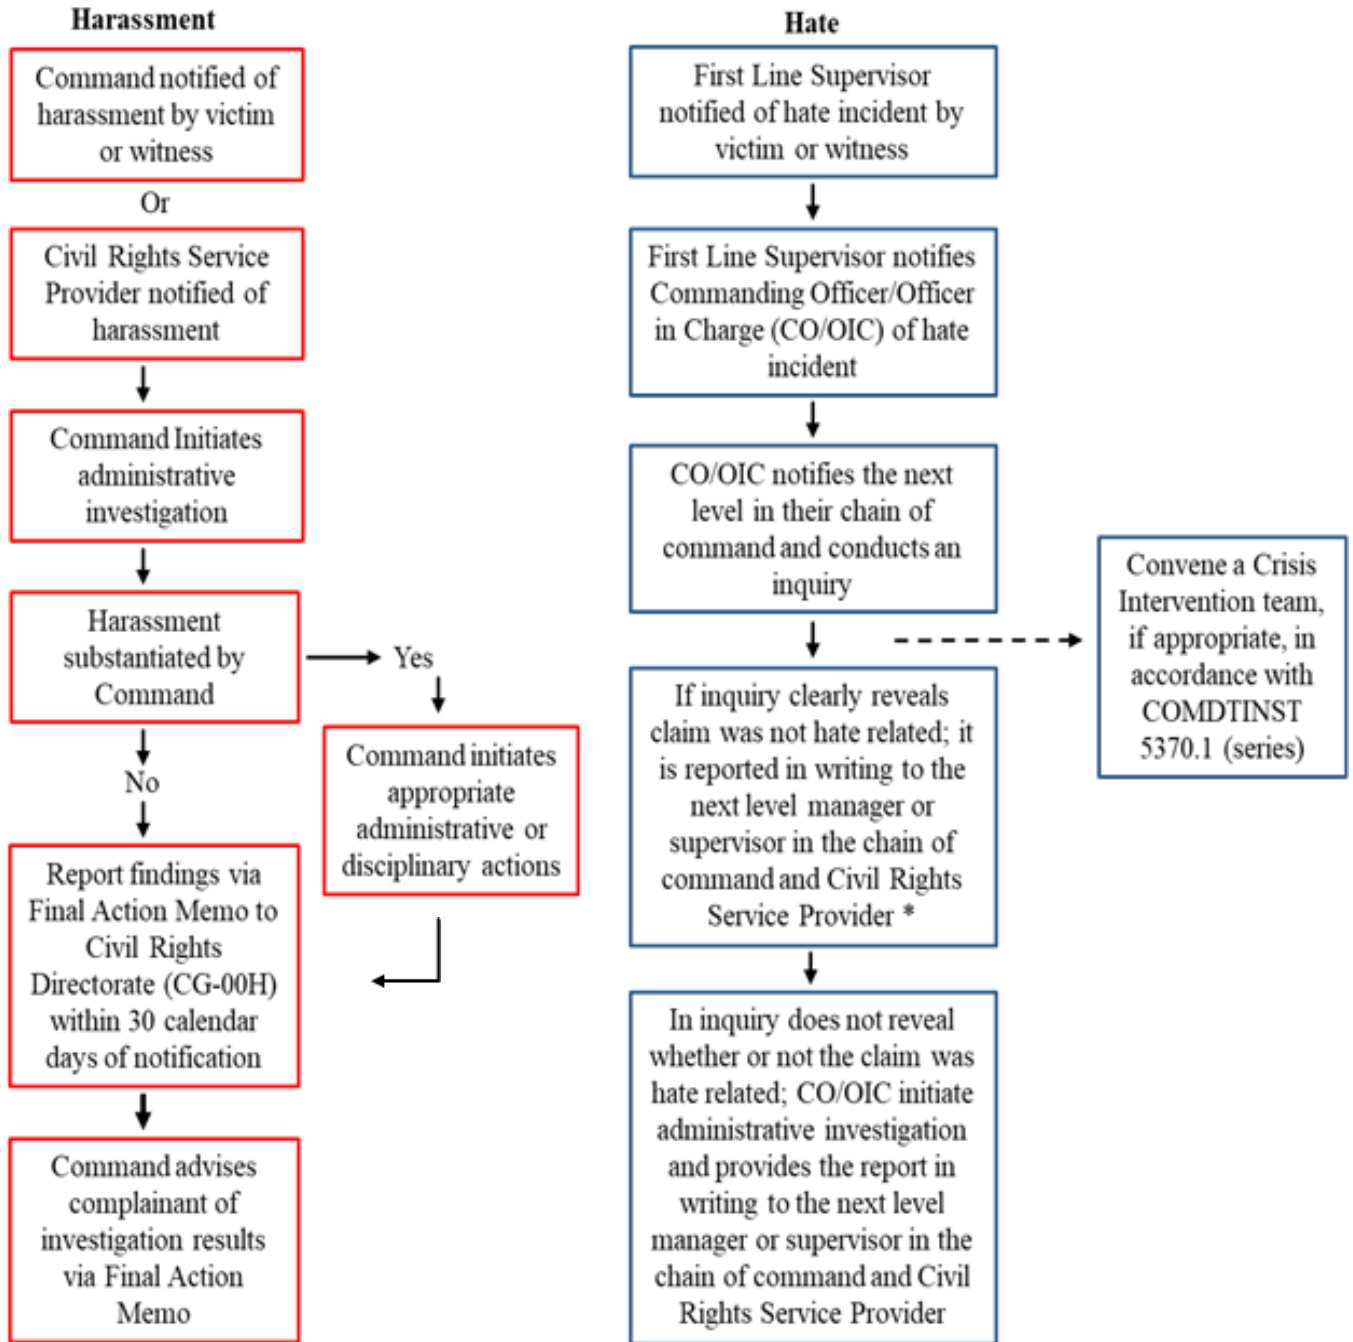 Harassment
Command notified of
harassment by victim
or witness
Or
Civil Rights Service
Provider notified of
harassment
Command Initiates
administrative
investigation
Harassment
substantiated by
Command
Yes
Command initiates
appropriate
administrative or
disciplinary actions
No
Report findings via
Final Action Memo to
Civil Rights
Directorate (CG-00H)
within 30 calendar
days of notification
Command advises
complainant of
investigation results
via Final Action
Memo
Hate
First Line Supervisor
notified of hate incident by
victim or witness
First Line Supervisor notifies
Commanding Officer/Officer
in Charge (CO/OIC) of hate
incident
CO/OIC notifies the next
level in their chain of
command and conducts an
inquiry
Convene a Crisis
Intervention team,
if appropriate, in
accordance with
COMDTINST
5370.1 (series)
If inquiry clearly reveals
claim was not hate related; it
is reported in writing to the
next level manager or
supervisor in the chain of
command and Civil Rights
Service Provider *
In inquiry does not reveal
whether or not the claim was
hate related; CO/OIC initiate
administrative investigation
and provides the report in
writing to the next level
manager or supervisor in the
chain of command and Civil
Rights Service Provider